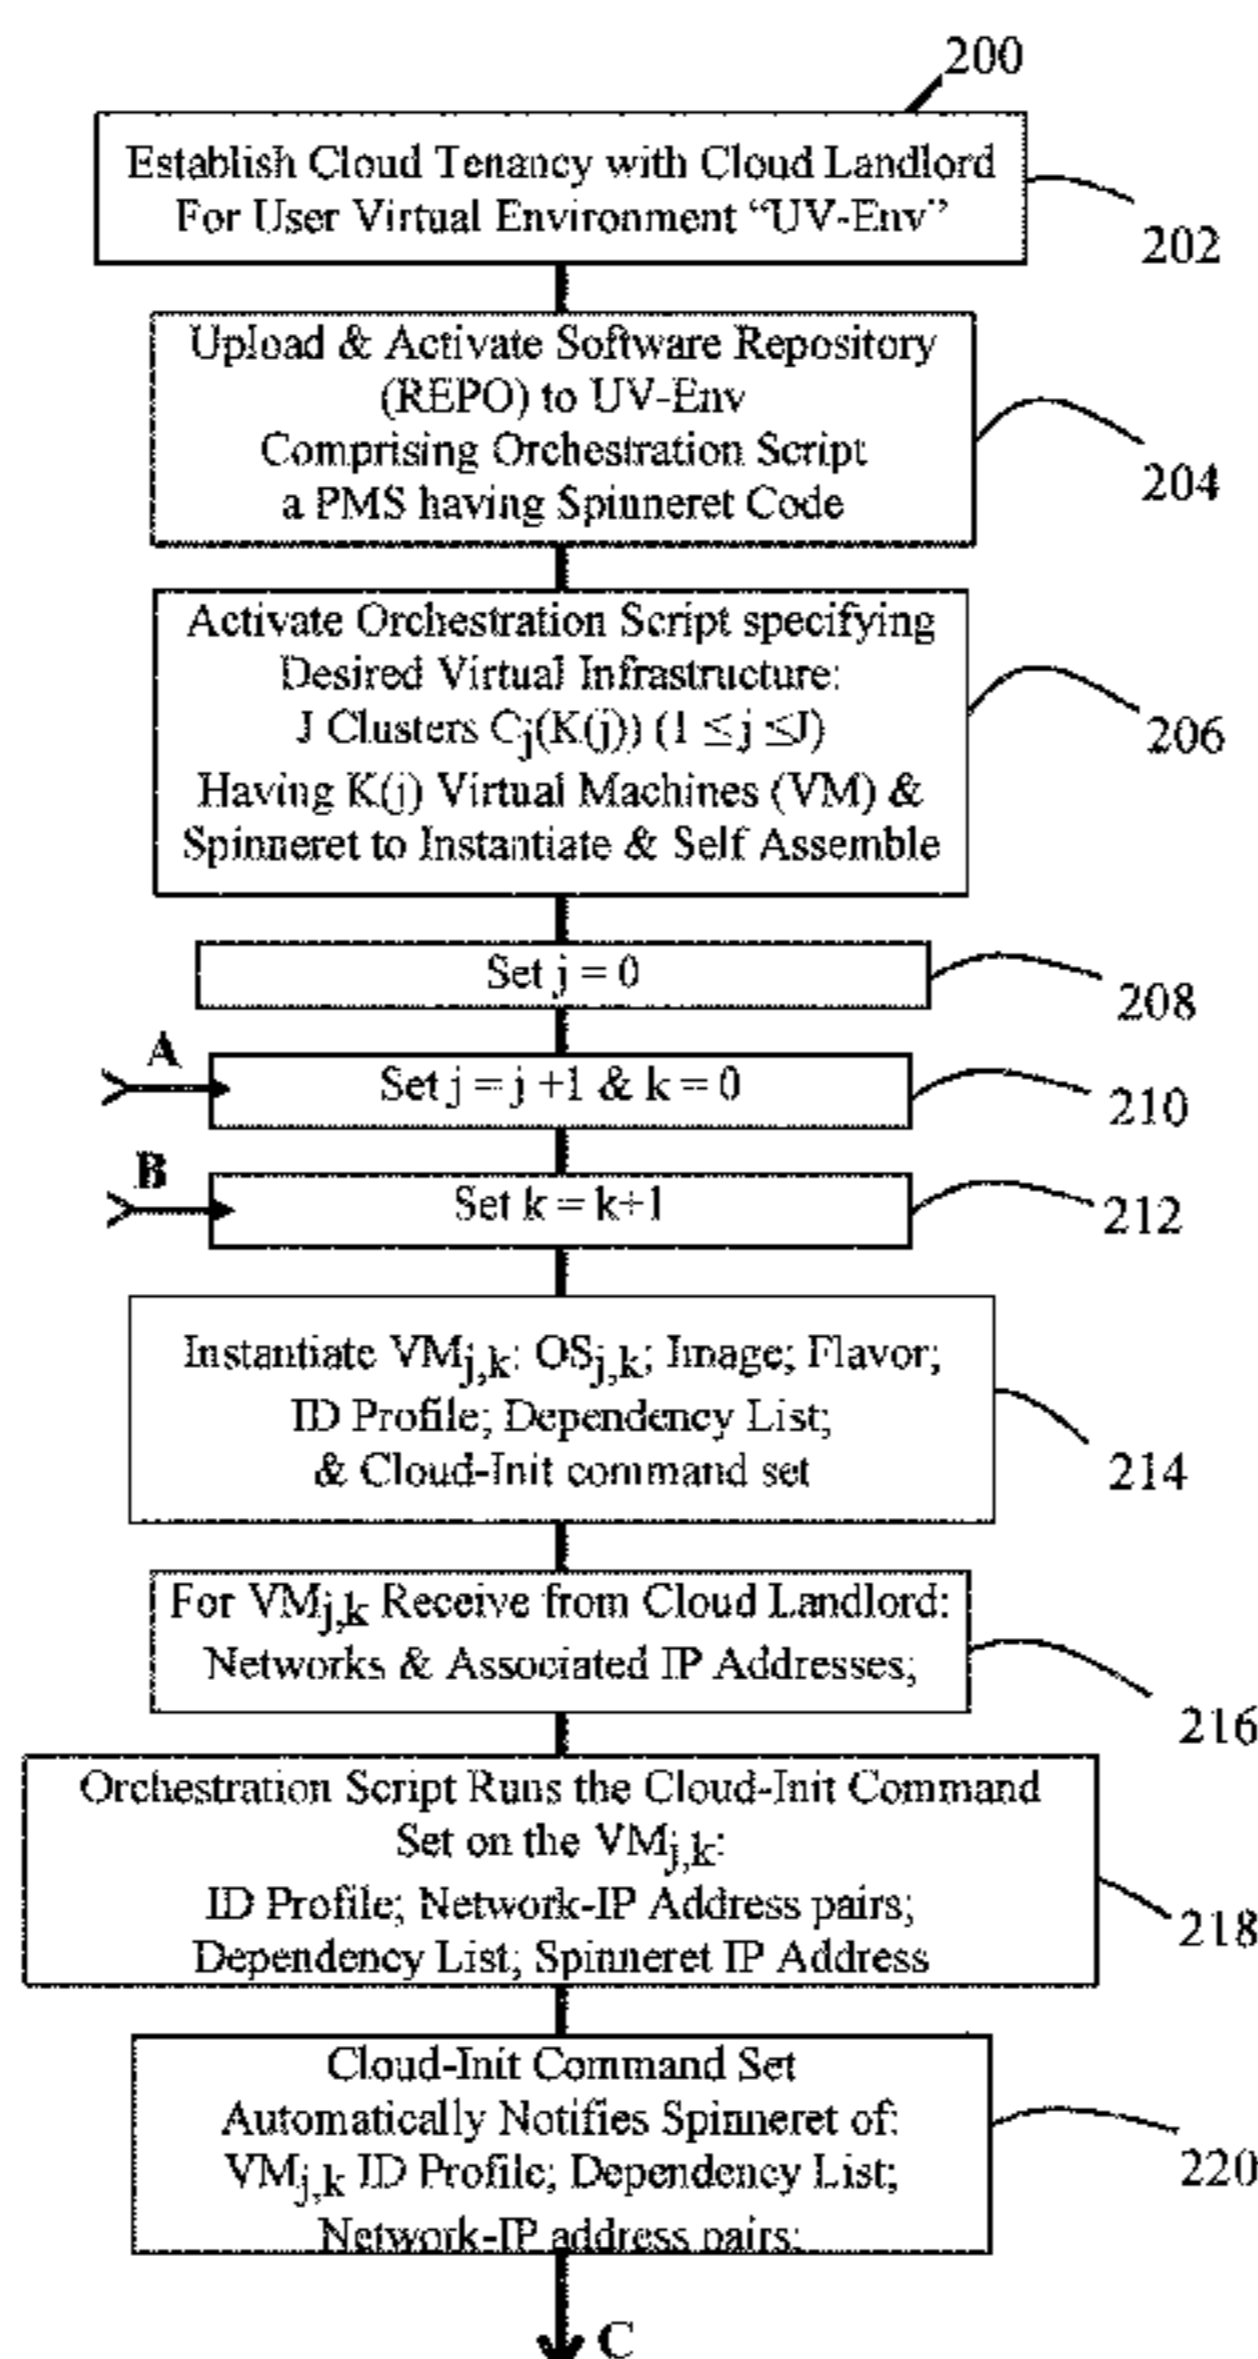 200
Establish Cloud Tenancy with Cloud Landlord
For User Virtual Environment “UV-Env”
202
Upload & Activate Software Repository
(REPO) to UV-Env
Comprising Orchestration Script
a PMS having Spinneret Code
204
Activate Orchestration Script specifying
Desired Virtual Infrastructure:
J Clusters Cj(K(j)) (1 ≤ j ≤J)
Having K(j) Virtual Machines (VM) &
Spinneret to Instantiate & Self Assemble
206
Set j = 0
208
A
Set j = j +1 & k = 0
210
B
Set k = k+1
212
Instantiate VMj,k: OSj,k; Image; Flavor;
ID Profile; Dependency List;
& Cloud-Init command set
214
For VMj,k Receive from Cloud Landlord:
Networks & Associated IP Addresses;
216
Orchestration Script Runs the Cloud-Init Command
Set on the VMj,k:
ID Profile; Network-IP Address pairs;
Dependency List; Spinneret IP Address
218
Cloud-Init Command Set
Automatically Notifies Spinneret of:
VMj,k ID Profile; Dependency List;
Network-IP address pairs;
220
C